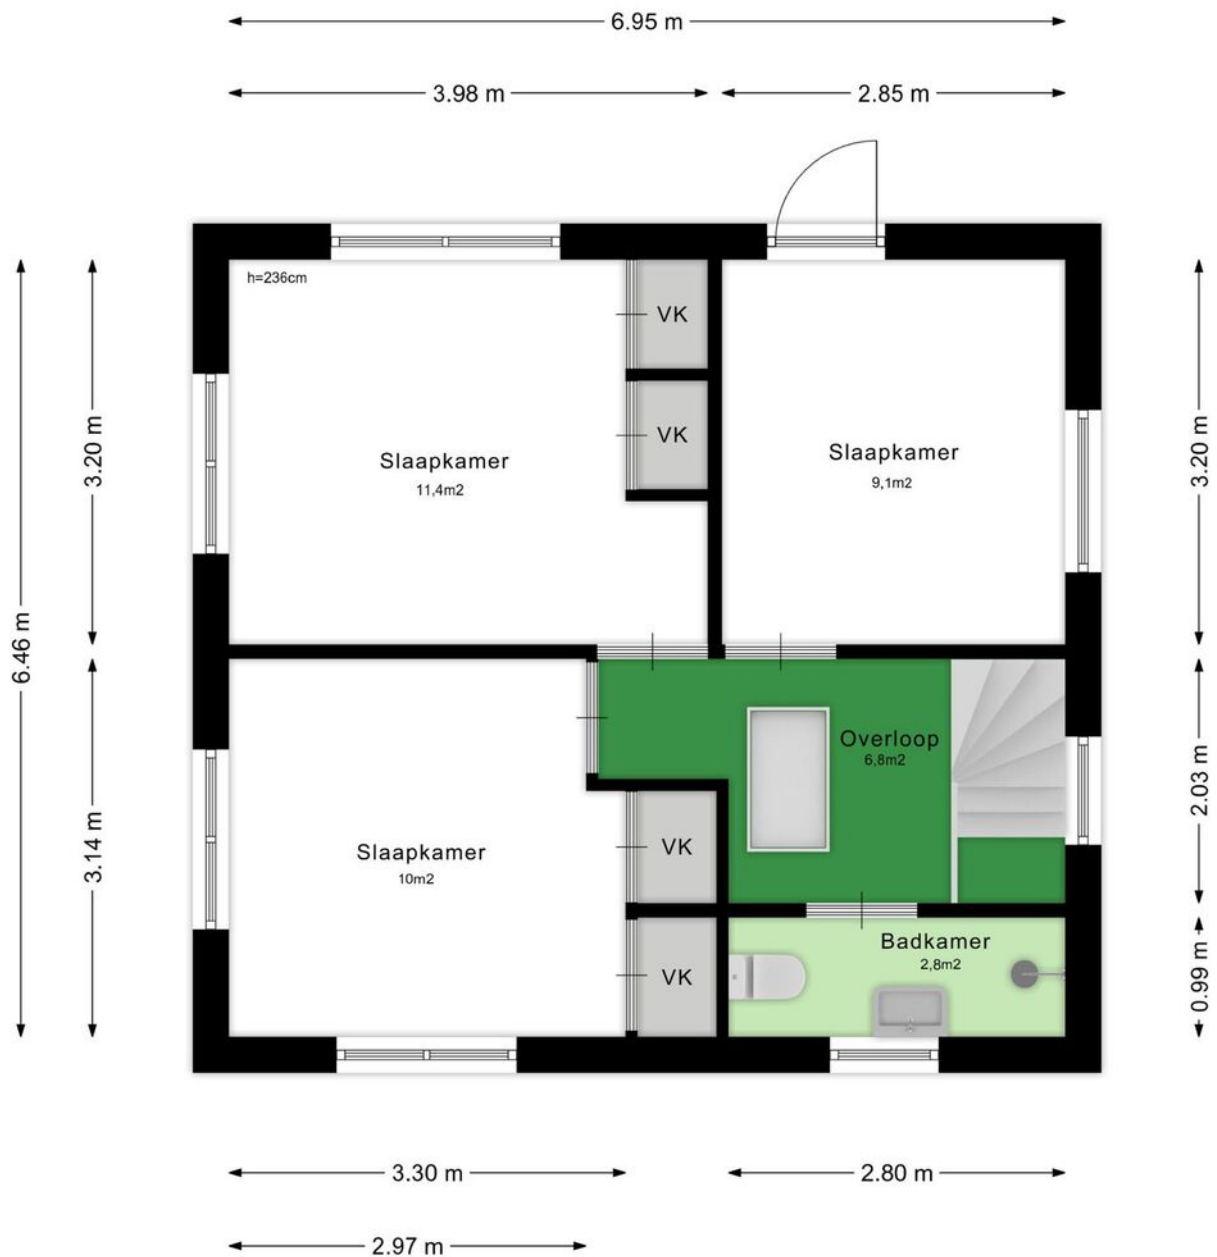 6.95 m
3.98 m
2.85 m
h=236cm
VK
VK
Slaapkamer
11,4m2
Slaapkamer
9,1m2
3.20 m
3.20 m
6.46 m
Overloop
6,8m2
2.03 m
3.14 m
Slaapkamer
10m2
VK
VK
Badkamer
2,8m2
0.99 m
3.30 m
2.80 m
2.97 m